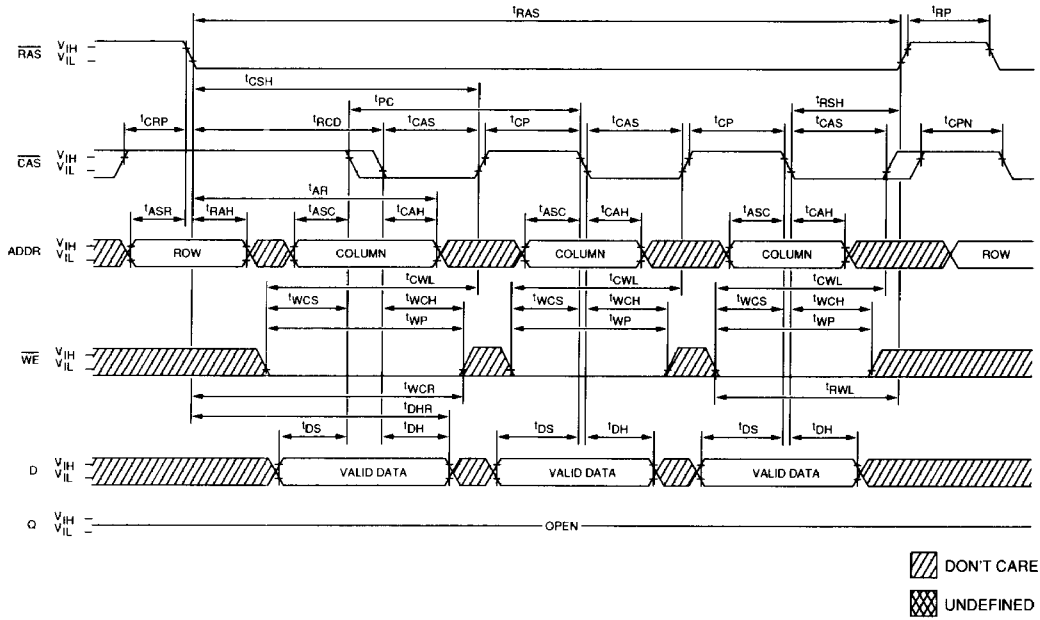 tRAS tRP
RAS VIH VIL
tCSH
tPC tRSH
tCRP tRCD tCAS tCP tCAS tCP tCAS tCPN
CAS VIH VIL
tAR
tASR tRAH tASC tCAH tASC tCAH tASC tCAH
ADDR VIH VIL ROW COLUMN COLUMN COLUMN ROW
tCWL tCWL tCWL
tWCS tWCH tWCS tWCH tWCS tWCH
tWP tWP tWP
WE VIH VIL
tWCR tRWL
tDHR
tDS tDH tDS tDH tDS tDH
D VIH VIL VALID DATA VALID DATA VALID DATA
Q VIH VIL OPEN
DON'T CARE
UNDEFINED